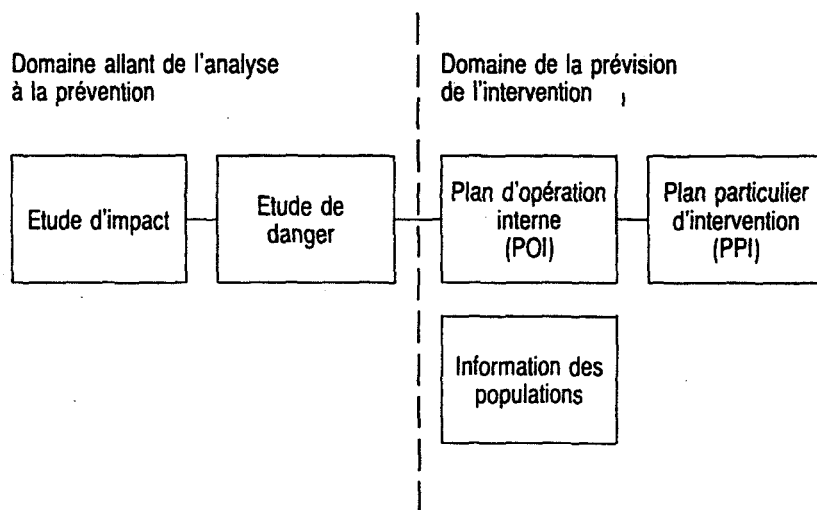 Domaine allant de l'analyse
à la prévention
Domaine de la prévision
de l'intervention
Etude d'impact
Etude de
danger
Plan d'opération
interne
(POI)
Plan particulier
d'intervention
(PPI)
Information des
populations